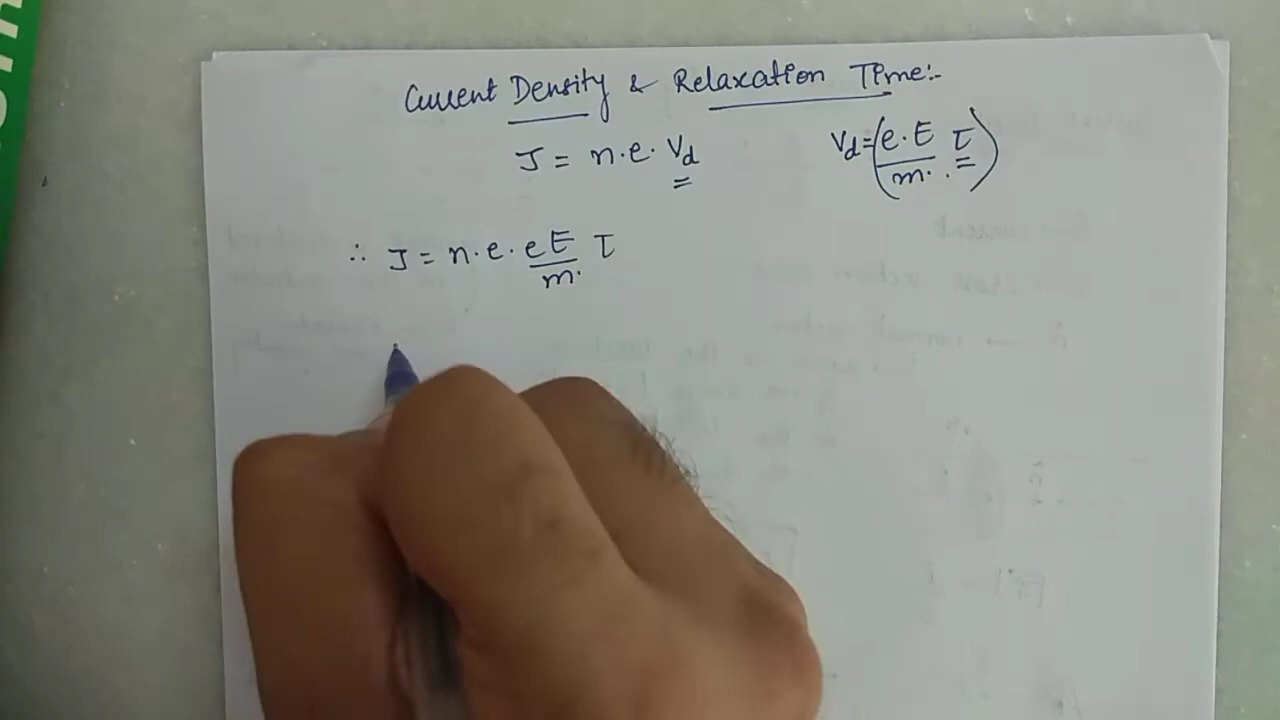 Current Density & Relaxation Time:-
J = n.e. Vd
Vd = (e.E/m. τ)
∴ J = n.e. eE/m. τ